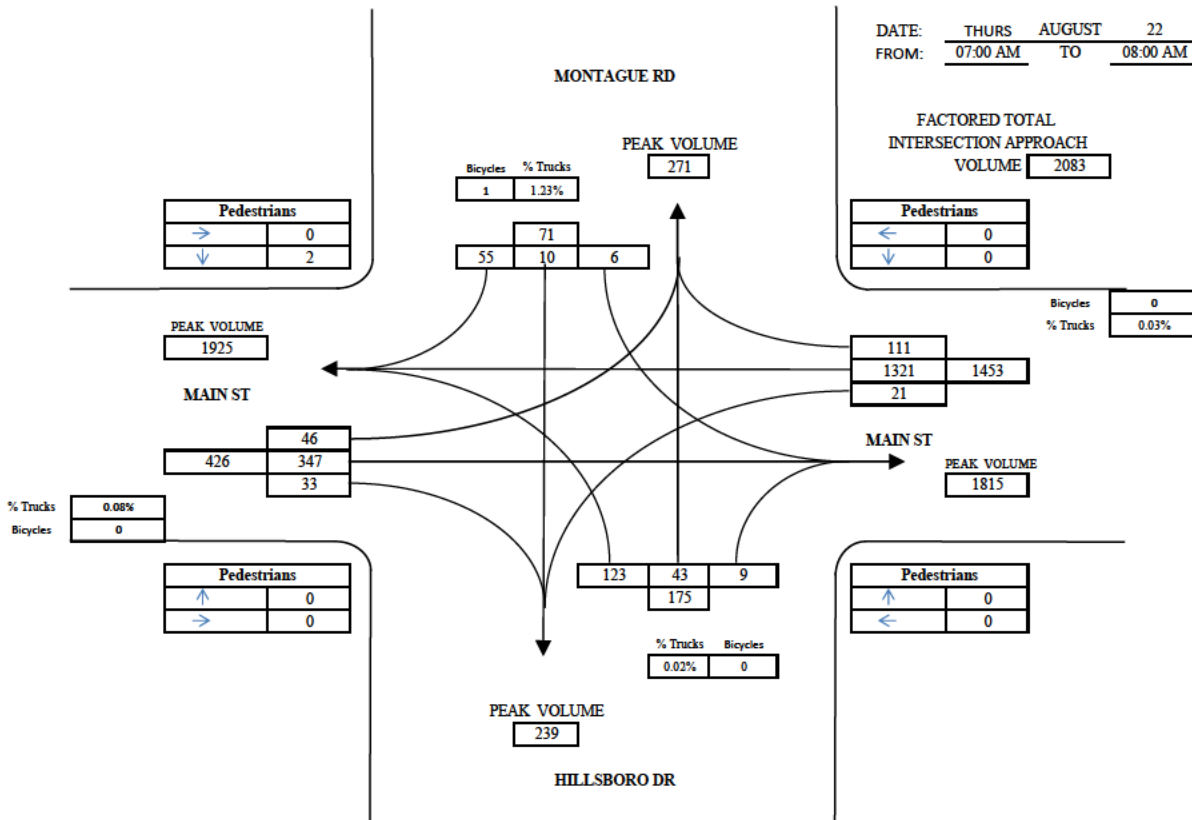 DATE: THURS AUGUST 22
FROM: 07:00 AM TO 08:00 AM
MONTAGUE RD
FACTORED TOTAL
INTERSECTION APPROACH
VOLUME 2083
PEAK VOLUME
271
Bicycles % Trucks
1 1.23%
Pedestrians
→ 0
↓ 2
Pedestrians
← 0
↓ 0
71
55 10 6
Bicycles 0
% Trucks 0.03%
PEAK VOLUME
1925
111
1321 1453
21
MAIN ST
MAIN ST
46
426 347
33
PEAK VOLUME
1815
% Trucks 0.08%
Bicycles 0
Pedestrians
↑ 0
→ 0
123 43 9
175
Pedestrians
↑ 0
← 0
% Trucks Bicycles
0.02% 0
PEAK VOLUME
239
HILLSBORO DR